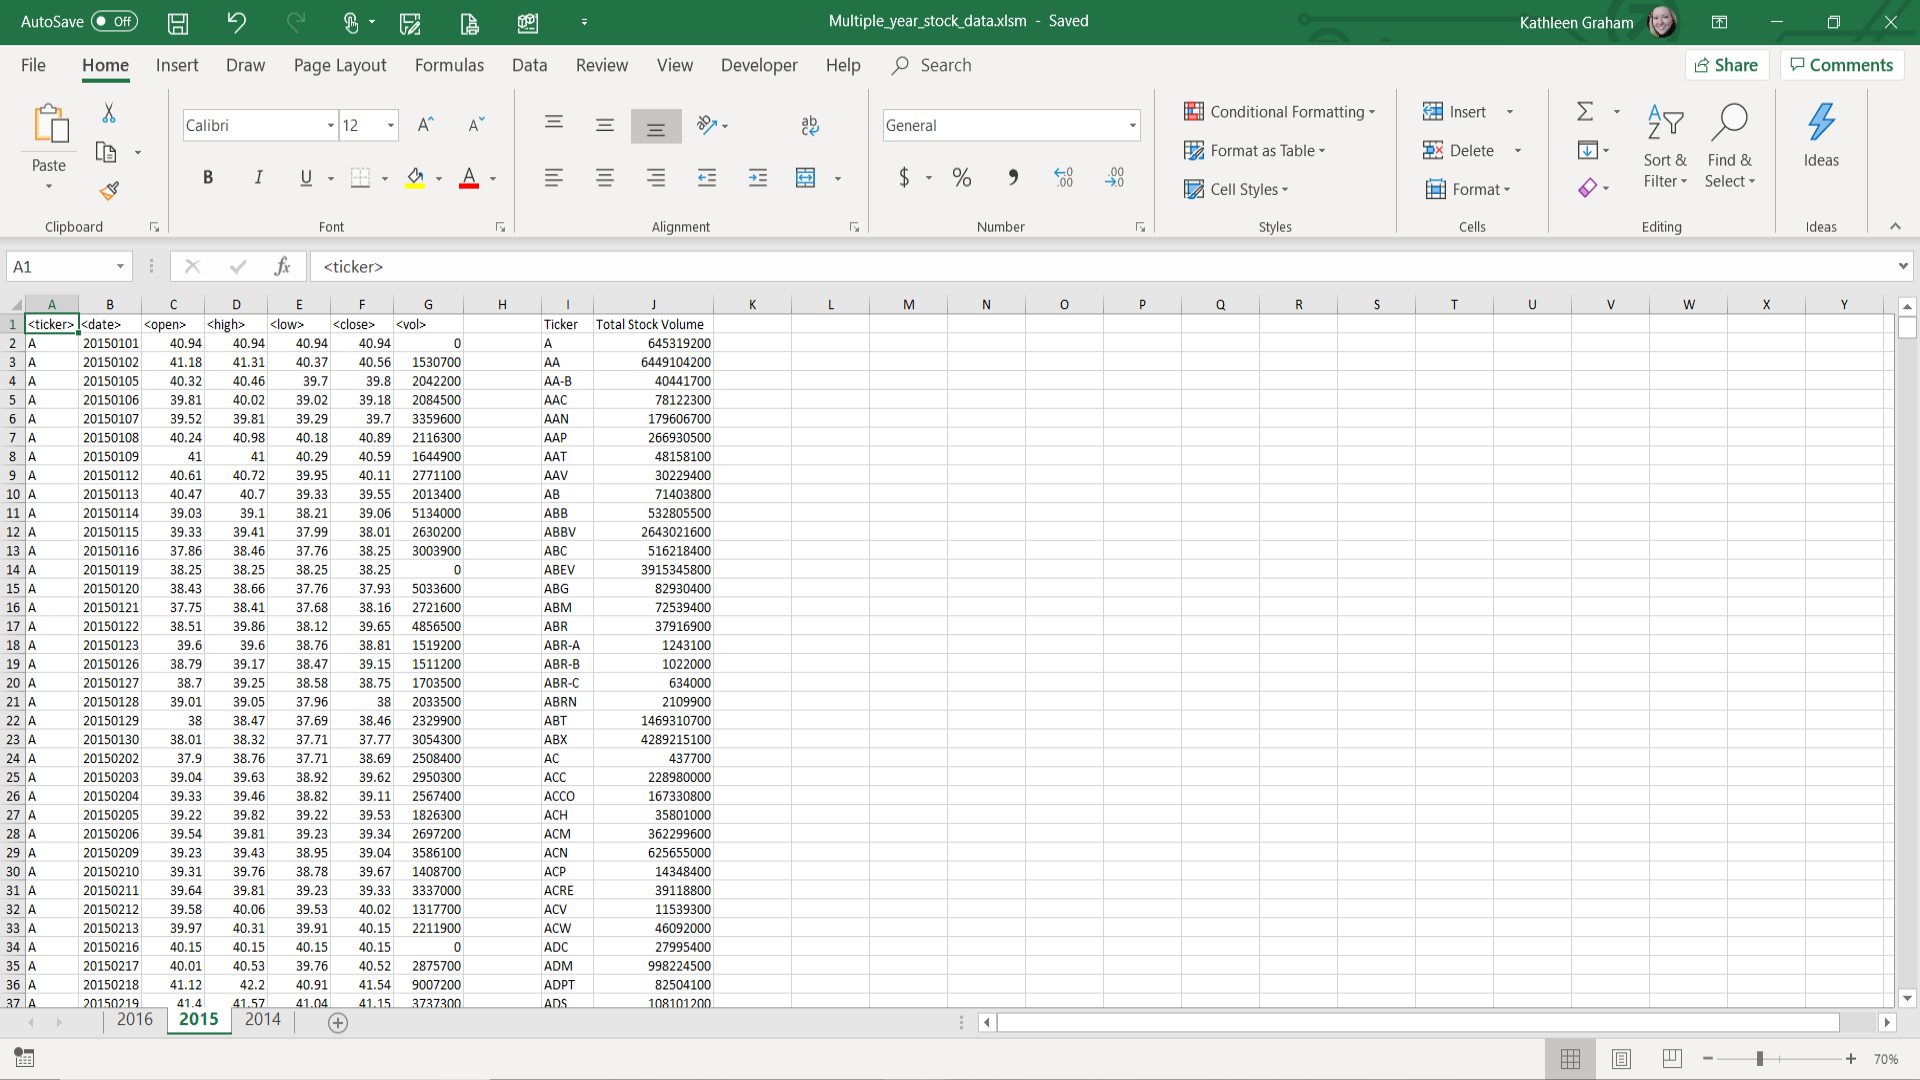 AutoSave Off Multiple_year_stock_data.xlsm - Saved Kathleen Graham
File Home Insert Draw Page Layout Formulas Data Review View Developer Help Search Share Comments
Paste
Clipboard
Calibri 12
B I U A
Font
ab
Alignment
General
$ % 9 .00 .00
Number
Conditional Formatting
Format as Table
Cell Styles
Styles
Insert
Delete
Format
Cells
Sort & Filter
Find & Select
Editing
Ideas
Ideas
A1 fx <ticker>
A B C D E F G H I J K L M N O P Q R S T U V W X Y
1 <ticker> <date> <open> <high> <low> <close> <vol> Ticker Total Stock Volume
2 A 20150101 40.94 40.94 40.94 40.94 0 A 645319200
3 A 20150102 41.18 41.31 40.37 40.56 1530700 AA 6449104200
4 A 20150105 40.32 40.46 39.7 39.8 2042200 AA-B 40441700
5 A 20150106 39.81 40.02 39.02 39.18 2084500 AAC 78122300
6 A 20150107 39.52 39.81 39.29 39.7 3359600 AAN 179606700
7 A 20150108 40.24 40.98 40.18 40.89 2116300 AAP 266930500
8 A 20150109 41 41 40.29 40.59 1644900 AAT 48158100
9 A 20150112 40.61 40.72 39.95 40.11 2771100 AAV 30229400
10 A 20150113 40.47 40.7 39.33 39.55 2013400 AB 71403800
11 A 20150114 39.03 39.1 38.21 39.06 5134000 ABB 532805500
12 A 20150115 39.33 39.41 37.99 38.01 2630200 ABBV 2643021600
13 A 20150116 37.86 38.46 37.76 38.25 3003900 ABC 516218400
14 A 20150119 38.25 38.25 38.25 38.25 0 ABEV 3915345800
15 A 20150120 38.43 38.66 37.76 37.93 5033600 ABG 82930400
16 A 20150121 37.75 38.41 37.68 38.16 2721600 ABM 72539400
17 A 20150122 38.51 39.86 38.12 39.65 4856500 ABR 37916900
18 A 20150123 39.6 39.6 38.76 38.81 1519200 ABR-A 1243100
19 A 20150126 38.79 39.17 38.47 39.15 1511200 ABR-B 1022000
20 A 20150127 38.7 39.25 38.58 38.75 1703500 ABR-C 634000
21 A 20150128 39.01 39.05 37.96 38 2033500 ABRN 2109900
22 A 20150129 38 38.47 37.69 38.46 2329900 ABT 1469310700
23 A 20150130 38.01 38.32 37.71 37.77 3054300 ABX 4289215100
24 A 20150202 37.9 38.76 37.71 38.69 2508400 AC 437700
25 A 20150203 39.04 39.63 38.92 39.62 2950300 ACC 228980000
26 A 20150204 39.33 39.46 38.82 39.11 2567400 ACCO 167330800
27 A 20150205 39.22 39.82 39.22 39.53 1826300 ACH 35801000
28 A 20150206 39.54 39.81 39.23 39.34 2697200 ACM 362299600
29 A 20150209 39.23 39.43 38.95 39.04 3586100 ACN 625655000
30 A 20150210 39.31 39.76 38.78 39.67 1408700 ACP 14348400
31 A 20150211 39.64 39.81 39.23 39.33 3337000 ACRE 39118800
32 A 20150212 39.58 40.06 39.53 40.02 1317700 ACV 11539300
33 A 20150213 39.97 40.31 39.91 40.15 2211900 ACW 46092000
34 A 20150216 40.15 40.15 40.15 40.15 0 ADC 27995400
35 A 20150217 40.01 40.53 39.76 40.52 2875700 ADM 998224500
36 A 20150218 41.12 42.2 40.91 41.54 9007200 ADPT 82504100
37 A 20150219 41.4 41.57 41.04 41.15 3737300 ADS 108101200
2016 2015 2014
70%